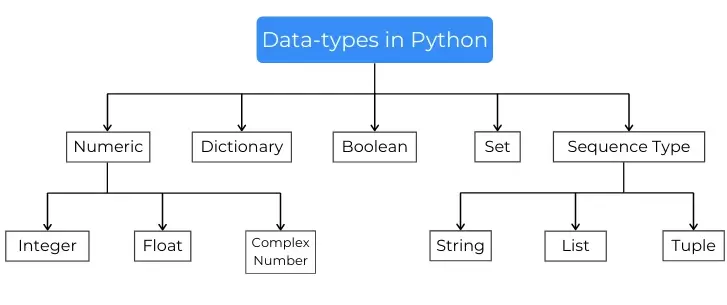 Data-types in Python
Numeric
Dictionary
Boolean
Set
Sequence Type
Integer
Float
Complex
Number
String
List
Tuple